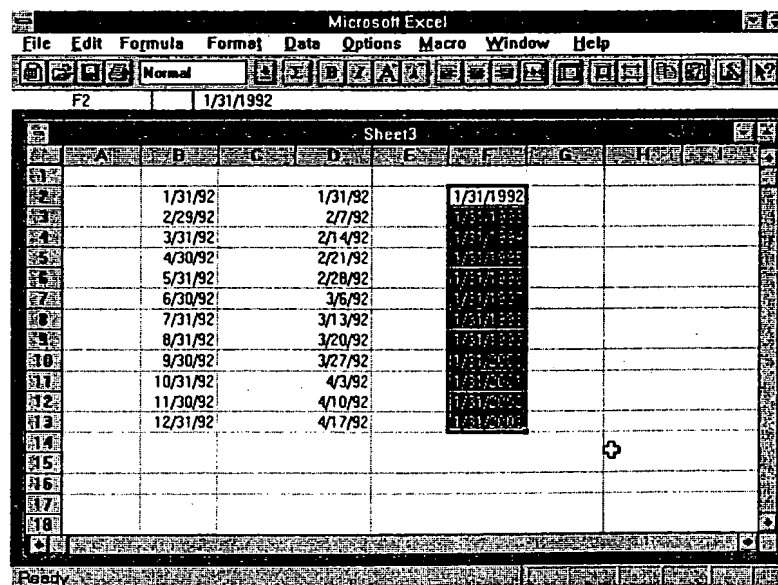 Microsoft Excel
File Edit Formula Format Data Options Macro Window Help
Normal
F2 1/31/1992
Sheet3
A B C D E F G H I
1
2 1/31/92 1/31/92 1/31/1992
3 2/29/92 2/7/92
4 3/31/92 2/14/92
5 4/30/92 2/21/92
6 5/31/92 2/28/92
7 6/30/92 3/6/92
8 7/31/92 3/13/92
9 8/31/92 3/20/92
10 9/30/92 3/27/92
11 10/31/92 4/3/92
12 11/30/92 4/10/92
13 12/31/92 4/17/92
14
15
16
17
18
Ready